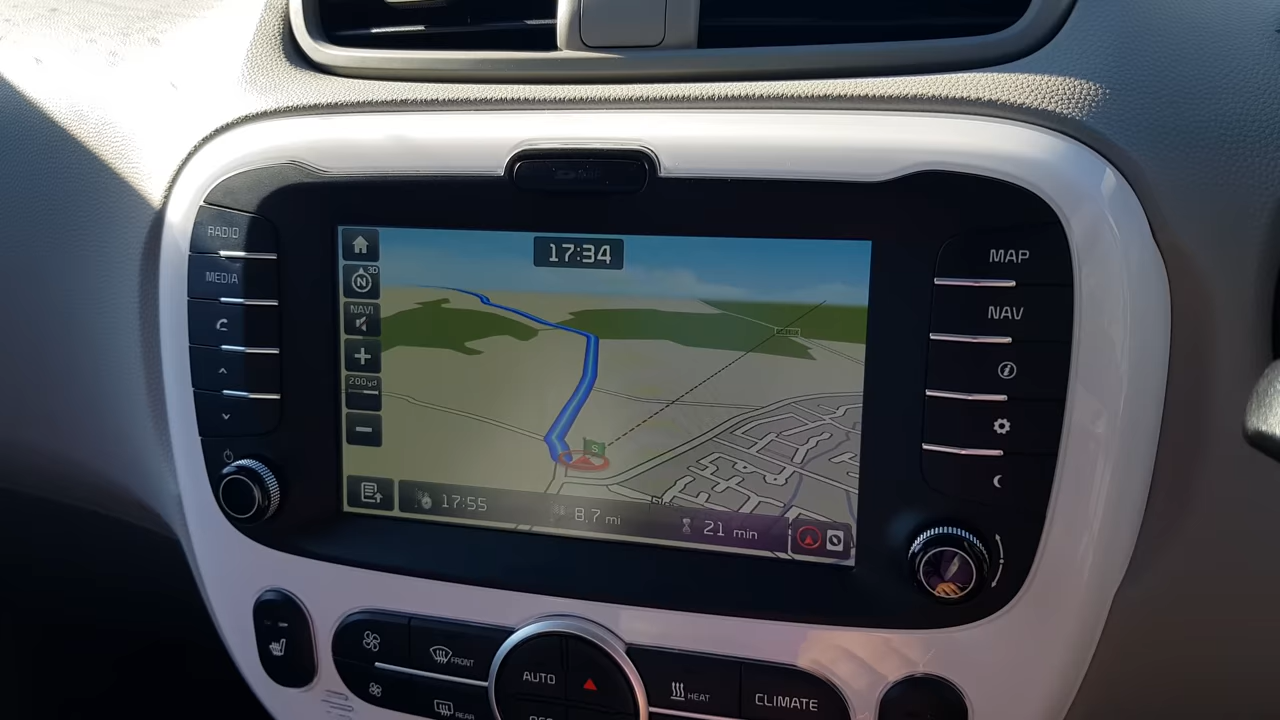 RADIO
MEDIA
17:34
3D
N
NAVI
200yd
S
17:55
8.7 mi
21 min
MAP
NAV
FRONT
REAR
AUTO
HEAT
CLIMATE